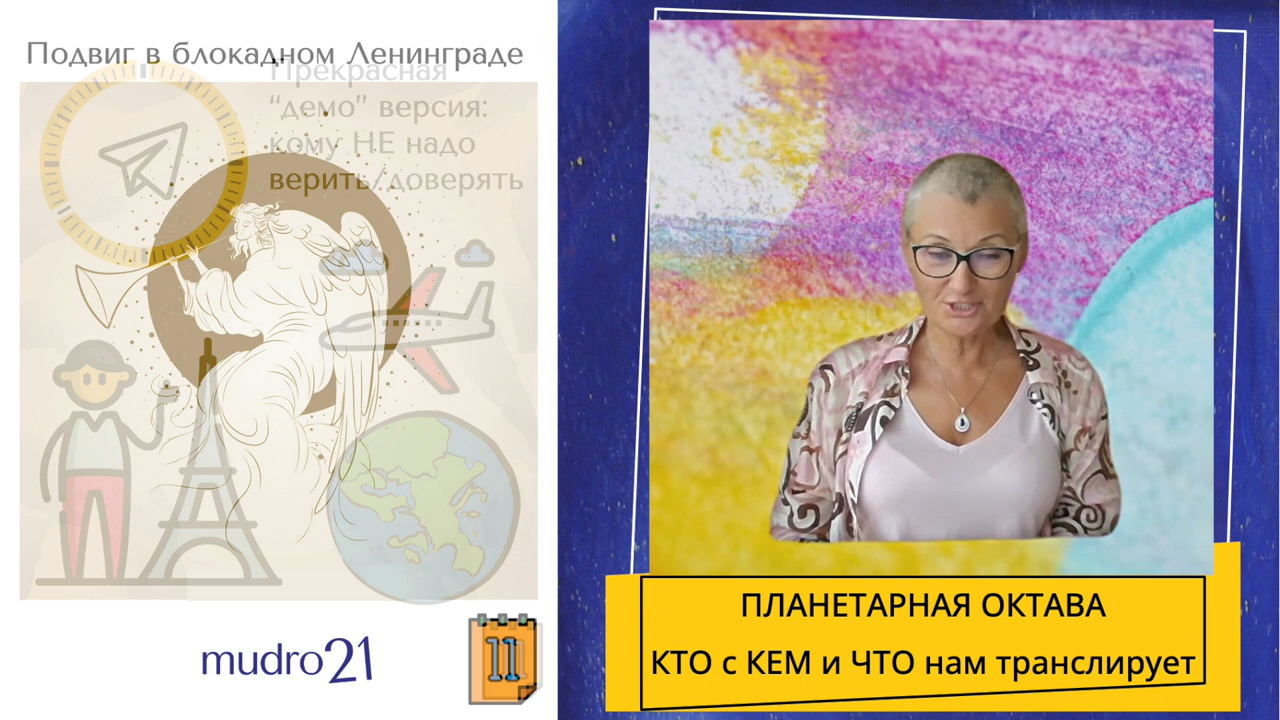 Подвиг в блокадном Ленинграде
Прекрасная
“демо” версия:
кому НЕ надо
верить/доверять
mudro21
11
ПЛАНЕТАРНАЯ ОКТАВА
КТО с КЕМ и ЧТО нам транслирует